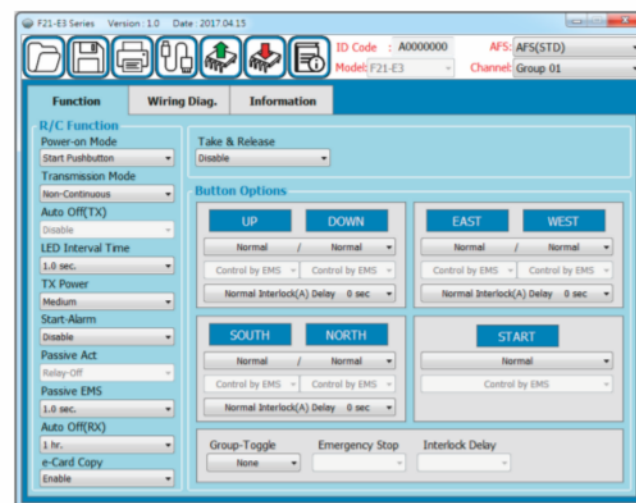 F21-E3 Series Version : 1.0 Date : 2017.04.15
ID Code : A0000000 AFS: AFS(STD)
Model: F21-E3 Channel: Group 01
Function Wiring Diag. Information
R/C Function
Power-on Mode
Start Pushbutton
Transmission Mode
Non-Continuous
Auto Off(TX)
Disable
LED Interval Time
1.0 sec.
TX Power
Medium
Start-Alarm
Disable
Passive Act
Relay-Off
Passive EMS
1.0 sec.
Auto Off(RX)
1 hr.
e-Card Copy
Enable
Take & Release
Disable
Button Options
UP DOWN
Normal / Normal
Control by EMS Control by EMS
Normal Interlock(A) Delay 0 sec
EAST WEST
Normal / Normal
Control by EMS Control by EMS
Normal Interlock(A) Delay 0 sec
SOUTH NORTH
Normal / Normal
Control by EMS Control by EMS
Normal Interlock(A) Delay 0 sec
START
Normal
Control by EMS
Group-Toggle Emergency Stop Interlock Delay
None